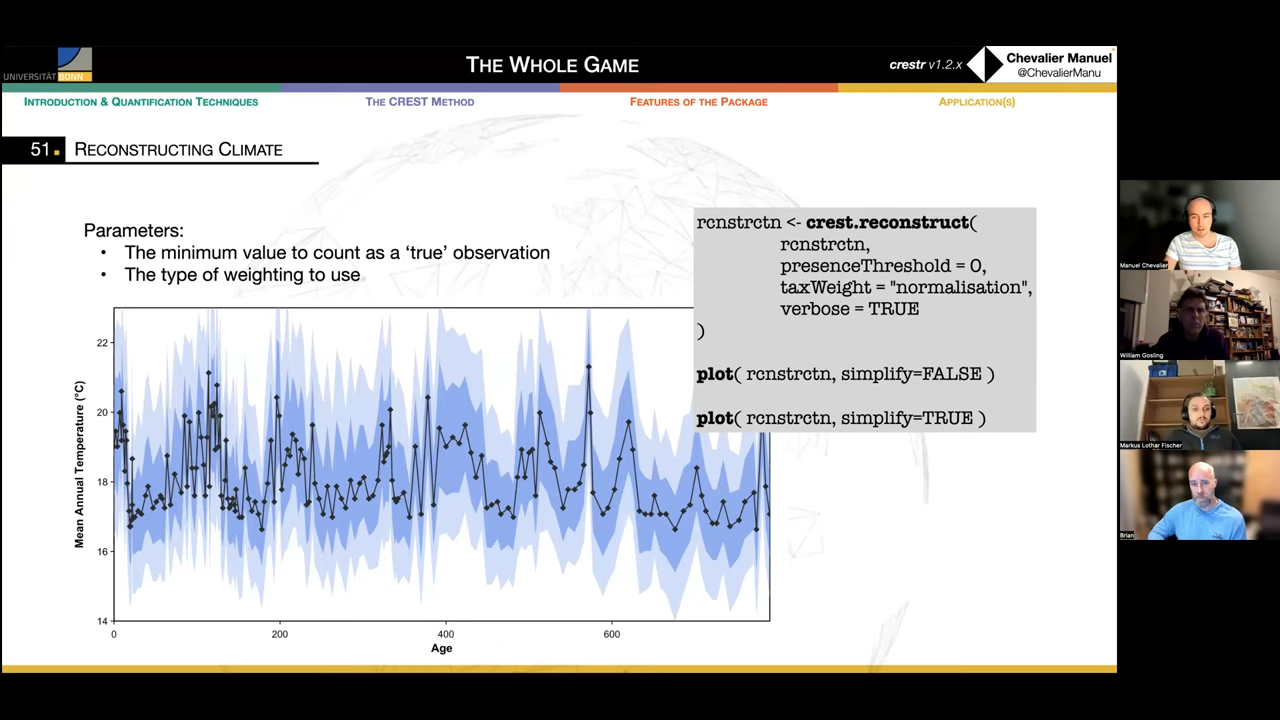 UNIVERSITÄT BONN
THE WHOLE GAME
crestr v1.2.x
Chevalier Manuel
@ChevalierManu
INTRODUCTION & QUANTIFICATION TECHNIQUES
THE CREST METHOD
FEATURES OF THE PACKAGE
APPLICATION(S)
51. RECONSTRUCTING CLIMATE
Parameters:
• The minimum value to count as a ‘true’ observation
• The type of weighting to use
rcnstrctn <- crest.reconstruct(
rcnstrctn,
presenceThreshold = 0,
taxWeight = "normalisation",
verbose = TRUE
)
plot( rcnstrctn, simplify=FALSE )
plot( rcnstrctn, simplify=TRUE )
Mean Annual Temperature (°C)
22
20
18
16
14
0
200
400
600
Age
Manuel Chevalier
William Gosling
Markus Lothar Fischer
Brian